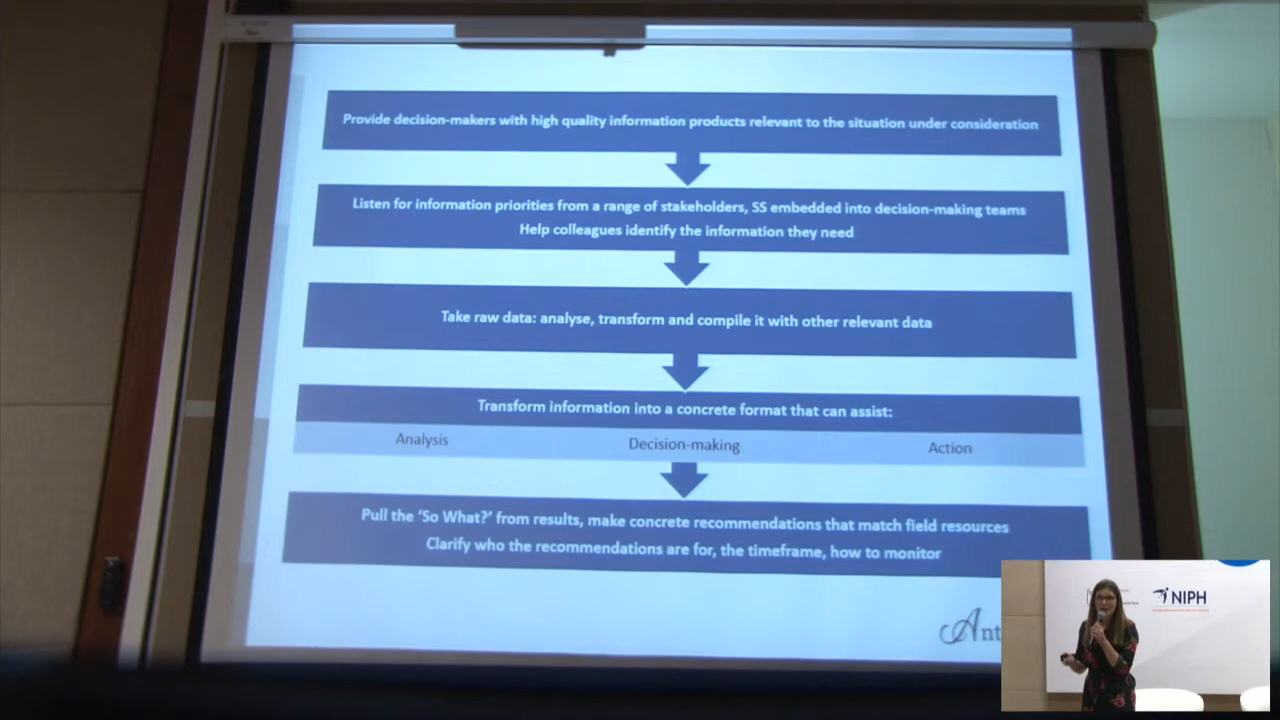 Provide decision-makers with high quality information products relevant to the situation under consideration
Listen for information priorities from a range of stakeholders, SS embedded into decision-making teams
Help colleagues identify the information they need
Take raw data: analyse, transform and compile it with other relevant data
Transform information into a concrete format that can assist:
Analysis Decision-making Action
Pull the ‘So What?’ from results, make concrete recommendations that match field resources
Clarify who the recommendations are for, the timeframe, how to monitor
Ant
NIPH